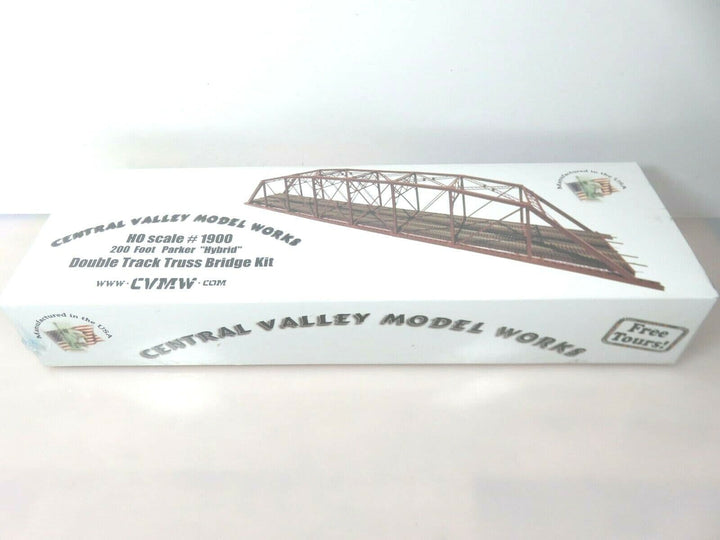 CENTRAL VALLEY MODEL WORKS
HO scale # 1900
200 Foot Parker "Hybrid"
Double Track Truss Bridge Kit
WWW.CVMW.COM
Manufactured in the USA
Manufactured in the USA
CENTRAL VALLEY MODEL WORKS
Free
Tours!